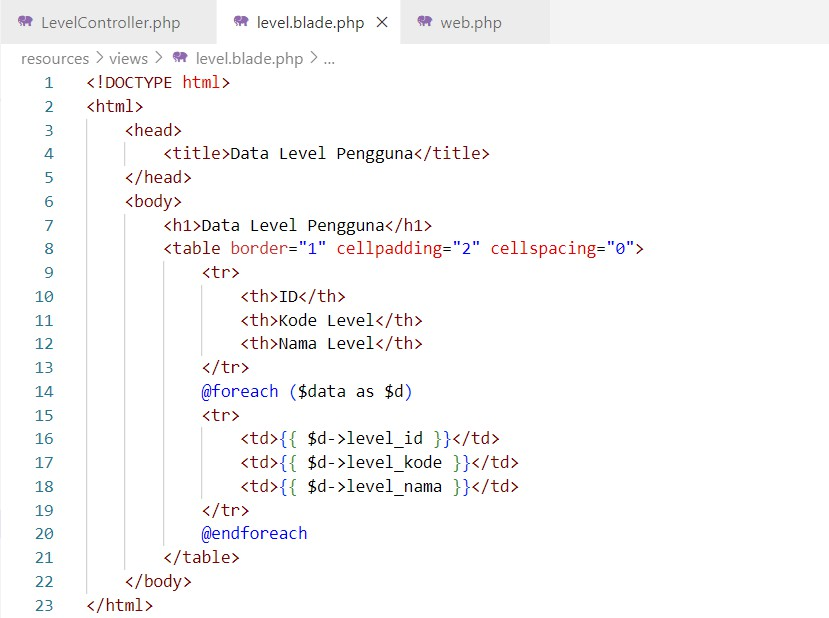 LevelController.php level.blade.php × web.php
resources > views > level.blade.php > ...
1 <!DOCTYPE html>
2 <html>
3 <head>
4 <title>Data Level Pengguna</title>
5 </head>
6 <body>
7 <h1>Data Level Pengguna</h1>
8 <table border="1" cellpadding="2" cellspacing="0">
9 <tr>
10 <th>ID</th>
11 <th>Kode Level</th>
12 <th>Nama Level</th>
13 </tr>
14 @foreach ($data as $d)
15 <tr>
16 <td>{{ $d->level_id }}</td>
17 <td>{{ $d->level_kode }}</td>
18 <td>{{ $d->level_nama }}</td>
19 </tr>
20 @endforeach
21 </table>
22 </body>
23 </html>